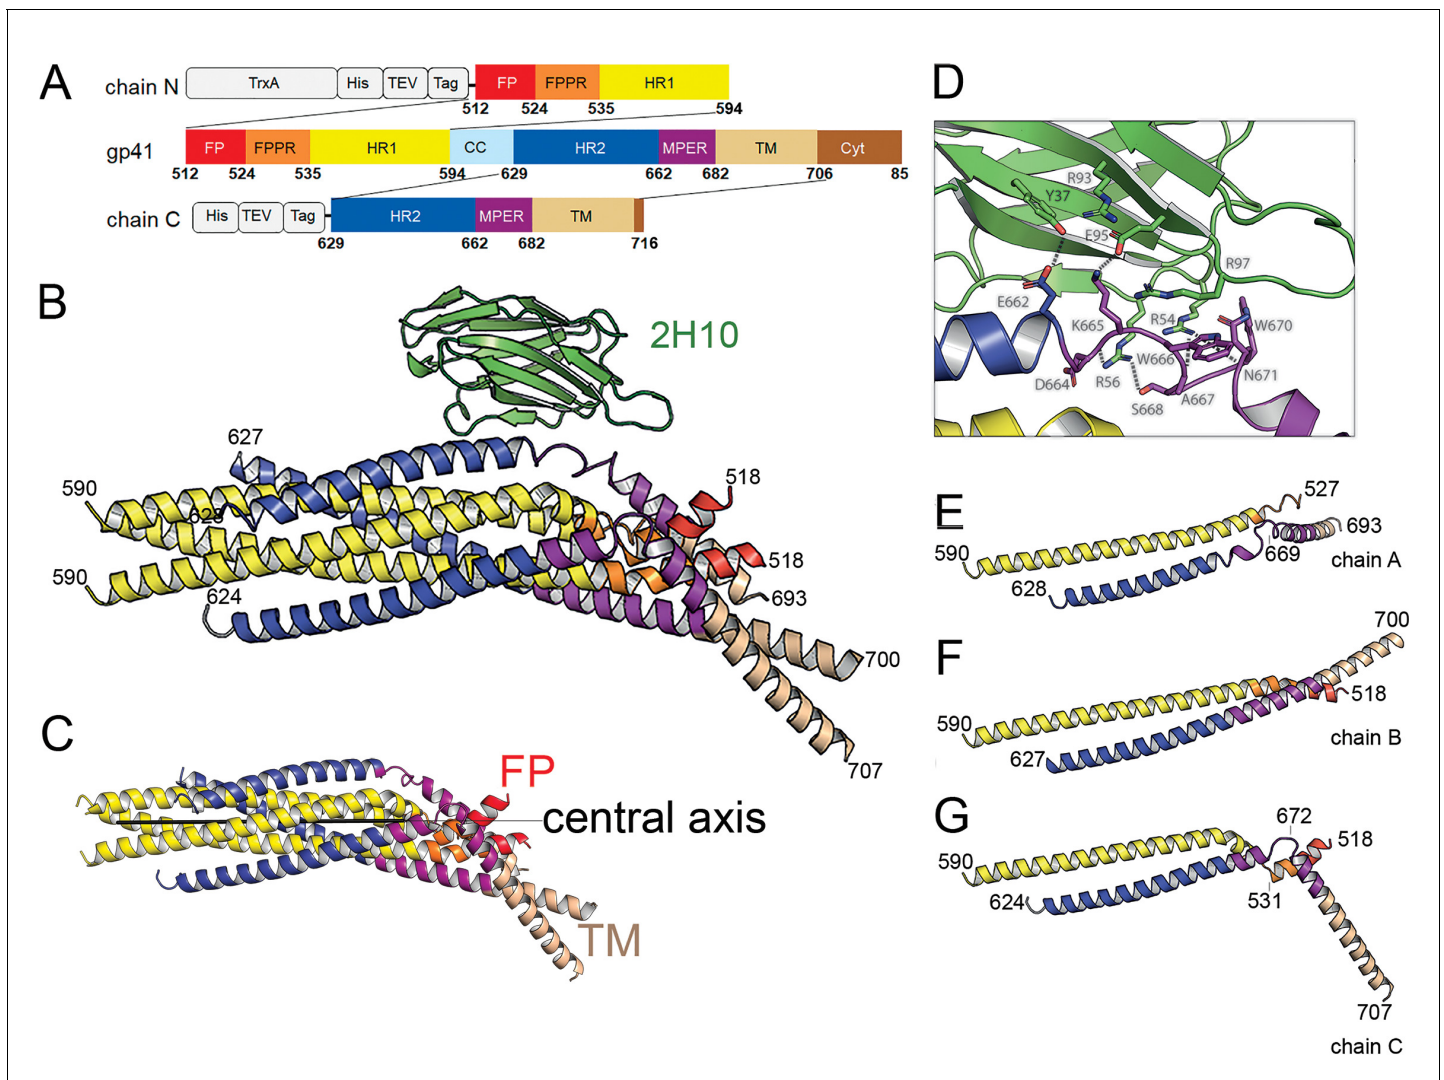 A
chain N
TrxA
His
TEV
Tag
FP
FPPR
HR1
512
524
535
594
gp41
FP
FPPR
HR1
CC
HR2
MPER
TM
Cyt
512
524
535
594
629
662
682
706
85
chain C
His
TEV
Tag
HR2
MPER
TM
629
662
682
716
B
2H10
627
590
623
590
624
518
518
693
700
707
C
FP
central axis
TM
D
R93
Y37
E95
R97
E662
K665
R54
W670
W666
D664
R56
N671
A667
S668
E
527
590
693
669
628
chain A
F
700
590
518
627
chain B
G
672
518
590
624
531
707
chain C